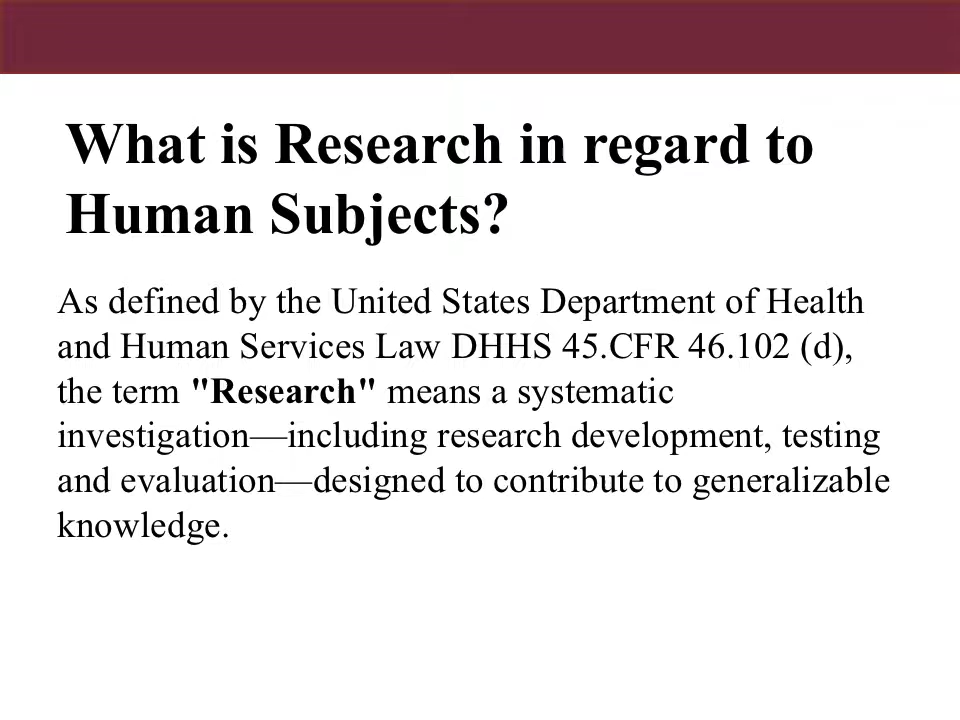 What is Research in regard to
Human Subjects?
As defined by the United States Department of Health
and Human Services Law DHHS 45.CFR 46.102 (d),
the term "Research" means a systematic
investigation—including research development, testing
and evaluation—designed to contribute to generalizable
knowledge.